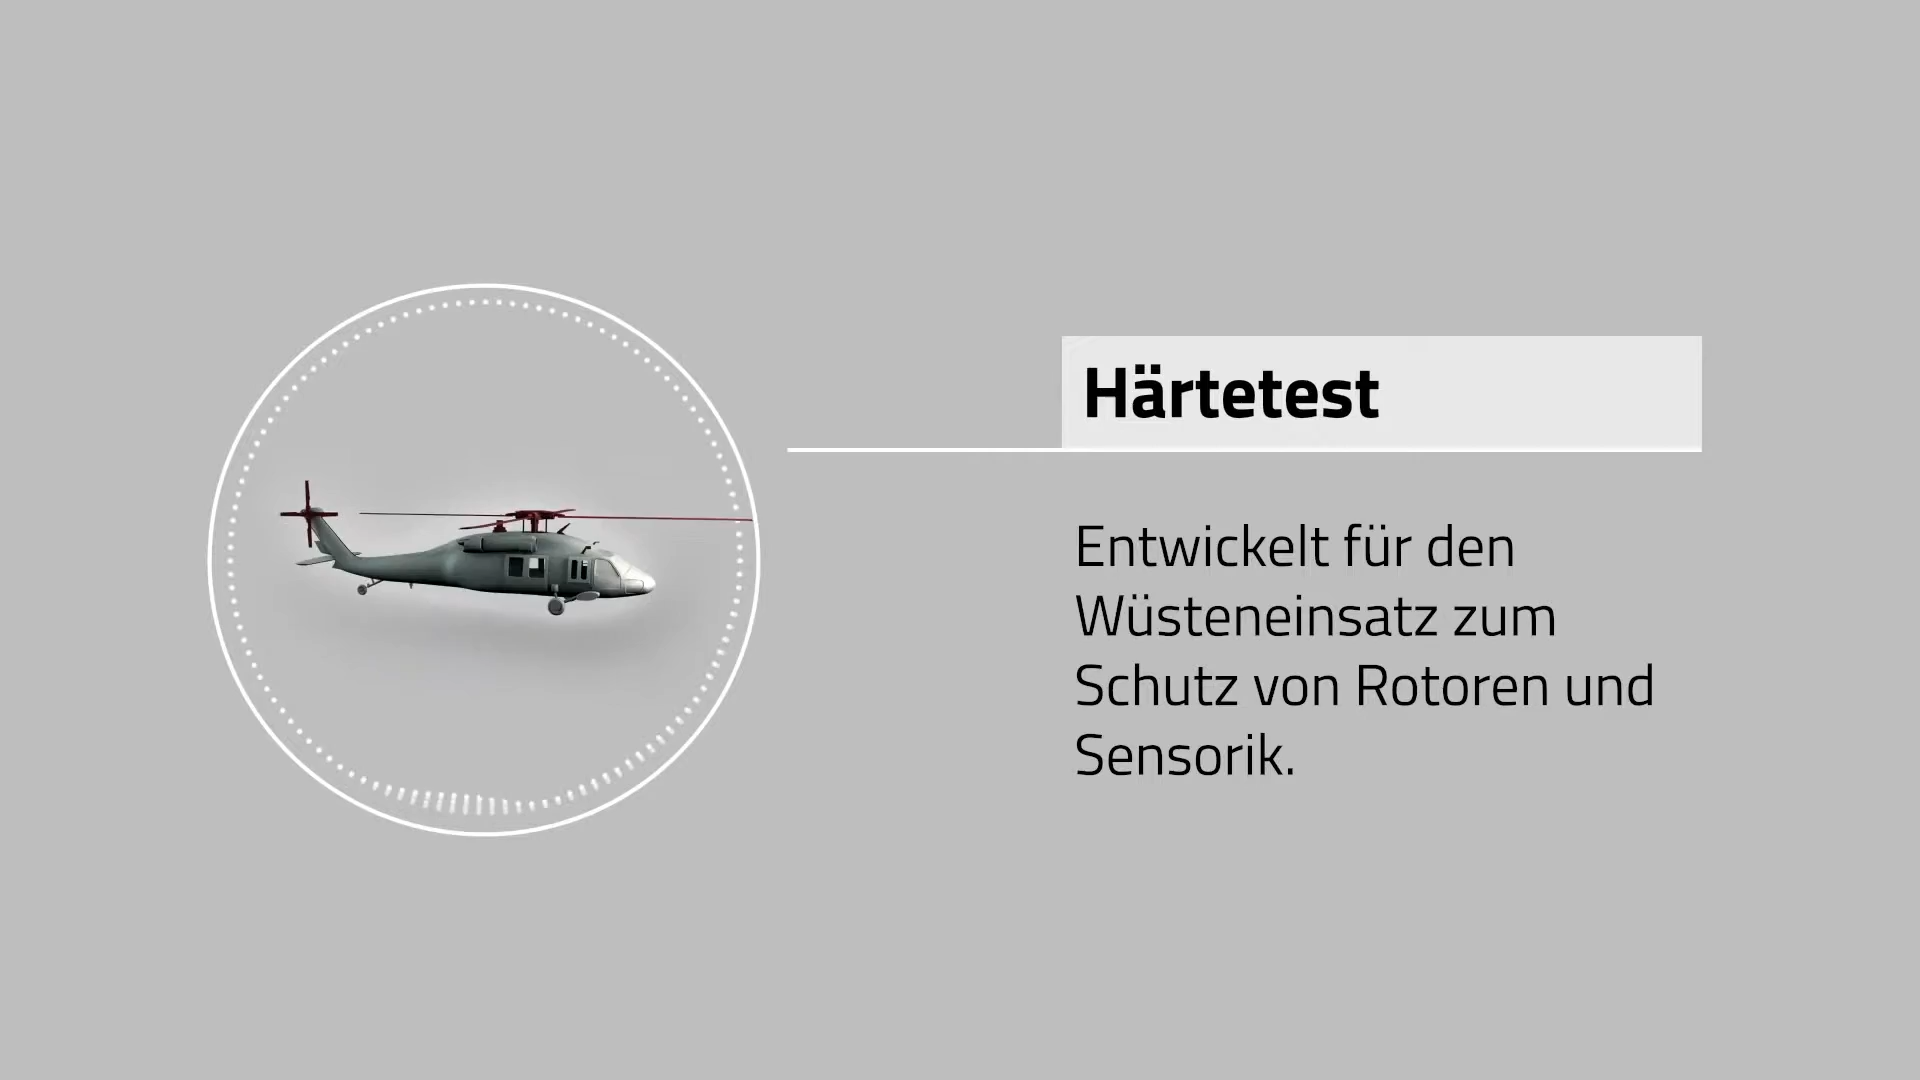 Härtetest
Entwickelt für den
Wüsteneinsatz zum
Schutz von Rotoren und
Sensorik.